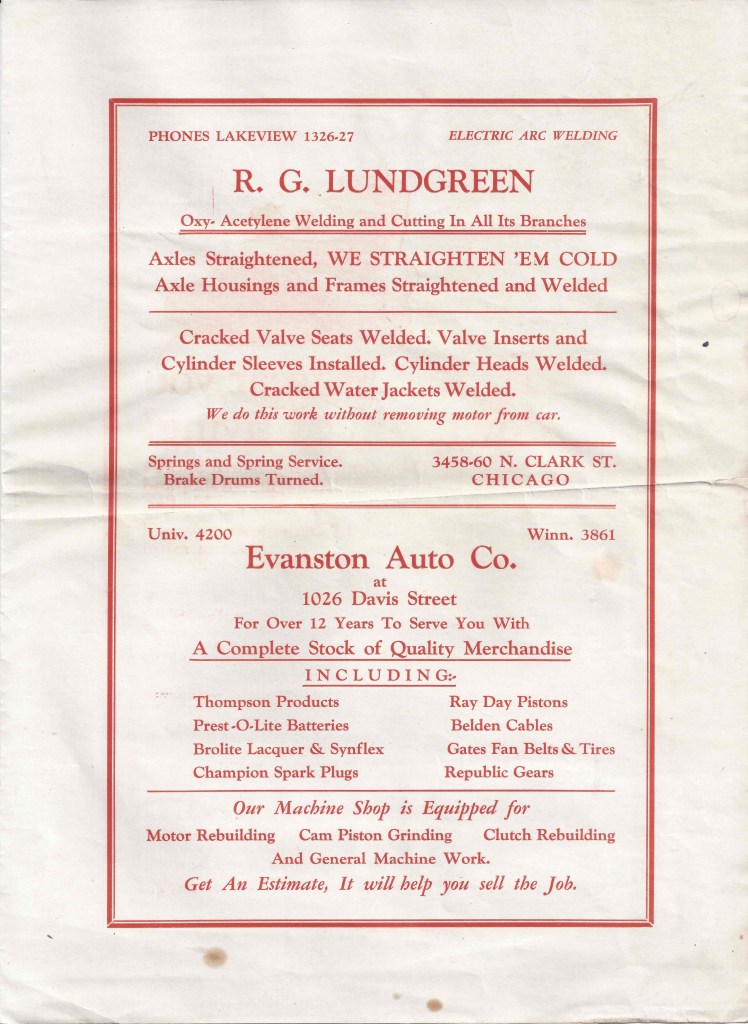 PHONES LAKEVIEW 1326-27 ELECTRIC ARC WELDING
R. G. LUNDGREEN
Oxy- Acetylene Welding and Cutting In All Its Branches
Axles Straightened, WE STRAIGHTEN 'EM COLD
Axle Housings and Frames Straightened and Welded
Cracked Valve Seats Welded. Valve Inserts and
Cylinder Sleeves Installed. Cylinder Heads Welded.
Cracked Water Jackets Welded.
We do this work without removing motor from car.
Springs and Spring Service. 3458-60 N. CLARK ST.
Brake Drums Turned. CHICAGO
Univ. 4200 Winn. 3861
Evanston Auto Co.
at
1026 Davis Street
For Over 12 Years To Serve You With
A Complete Stock of Quality Merchandise
INCLUDING:-
Thompson Products Ray Day Pistons
Prest-O-Lite Batteries Belden Cables
Brolite Lacquer & Synflex Gates Fan Belts & Tires
Champion Spark Plugs Republic Gears
Our Machine Shop is Equipped for
Motor Rebuilding Cam Piston Grinding Clutch Rebuilding
And General Machine Work.
Get An Estimate, It will help you sell the Job.